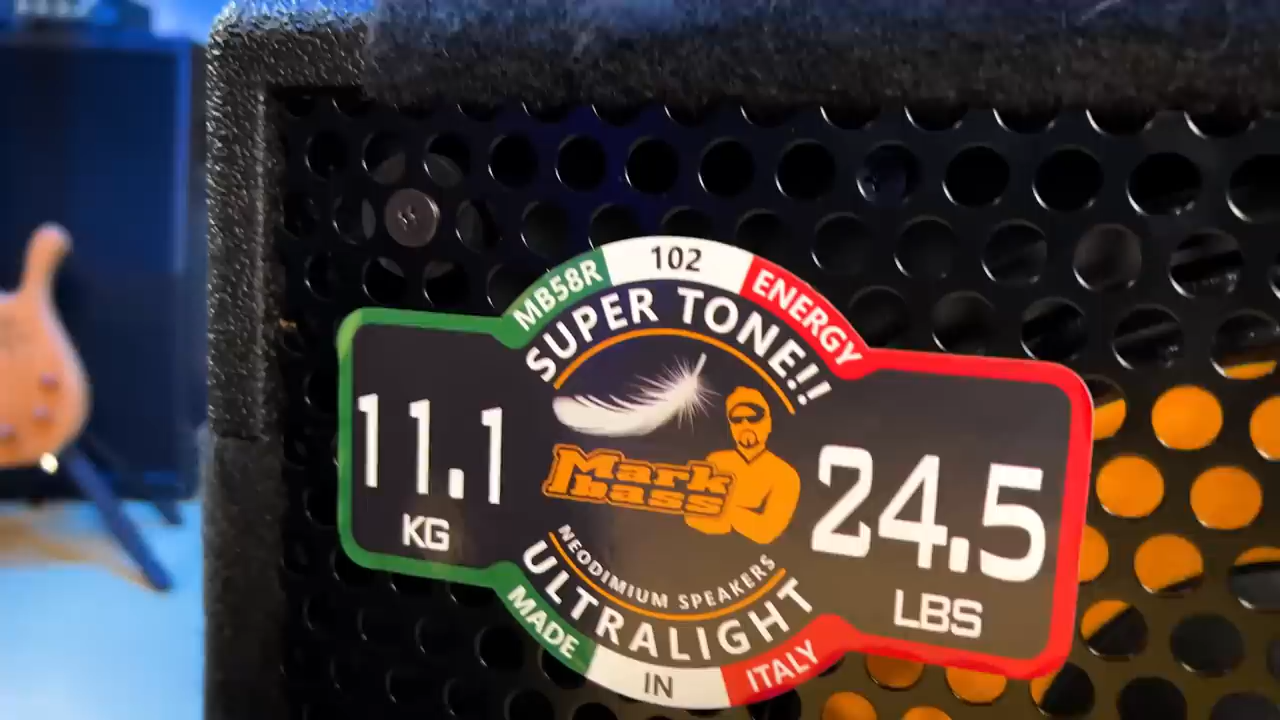 MB58R 102 ENERGY
SUPER TONE!!
11.1
KG
Mark
bass
24.5
LBS
NEODIMIUM SPEAKERS
ULTRALIGHT
MADE IN ITALY